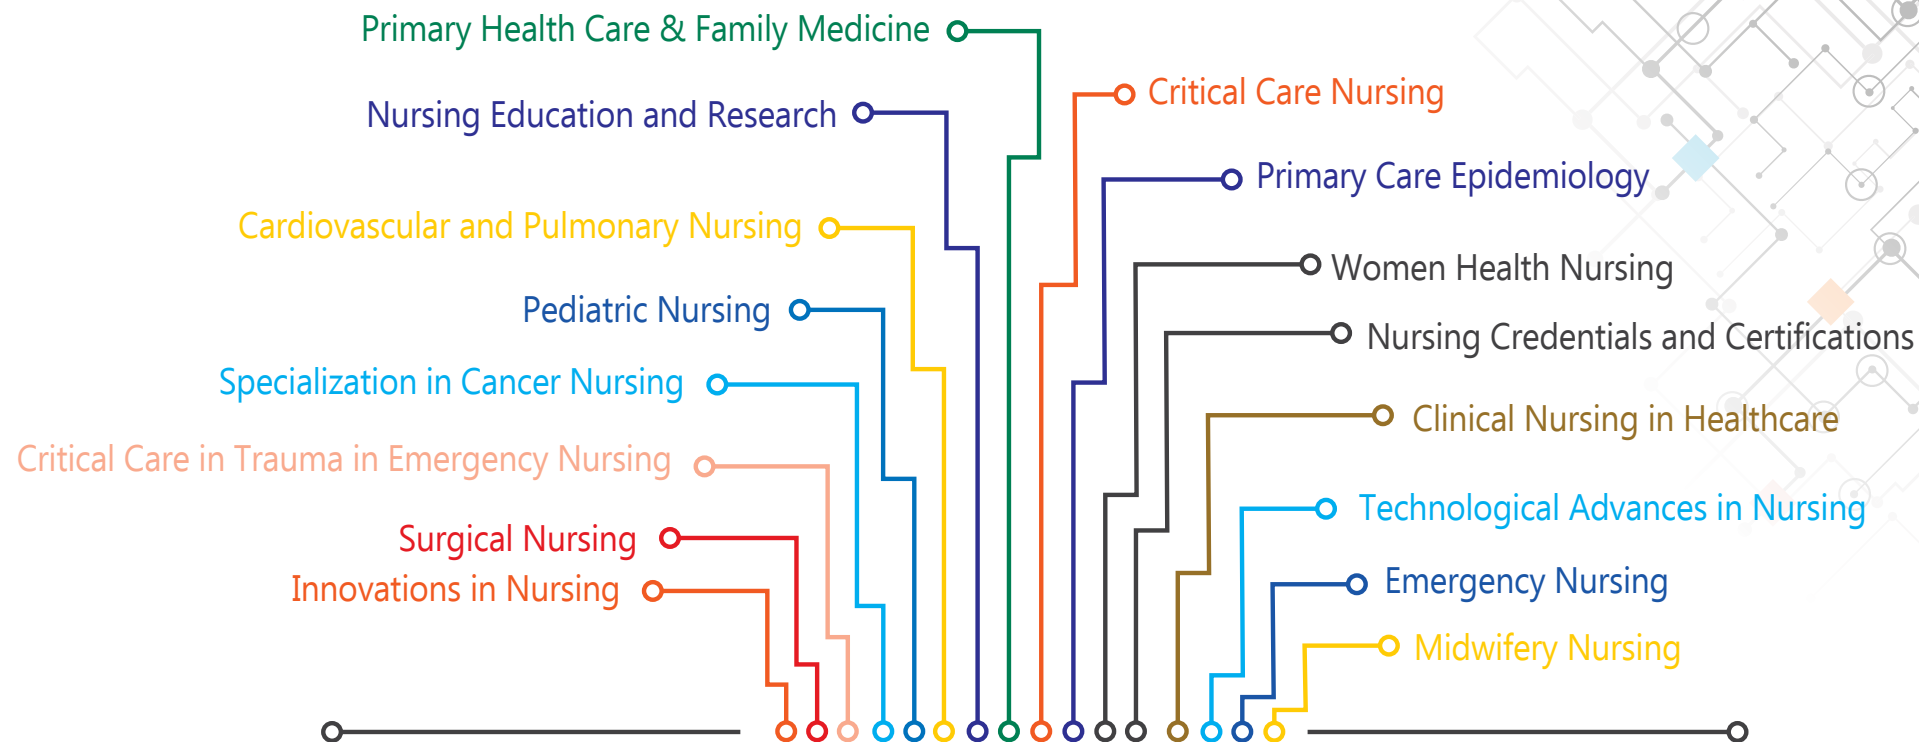 Primary Health Care & Family Medicine
Nursing Education and Research
Cardiovascular and Pulmonary Nursing
Pediatric Nursing
Specialization in Cancer Nursing
Critical Care in Trauma in Emergency Nursing
Surgical Nursing
Innovations in Nursing
Critical Care Nursing
Primary Care Epidemiology
Women Health Nursing
Nursing Credentials and Certifications
Clinical Nursing in Healthcare
Technological Advances in Nursing
Emergency Nursing
Midwifery Nursing